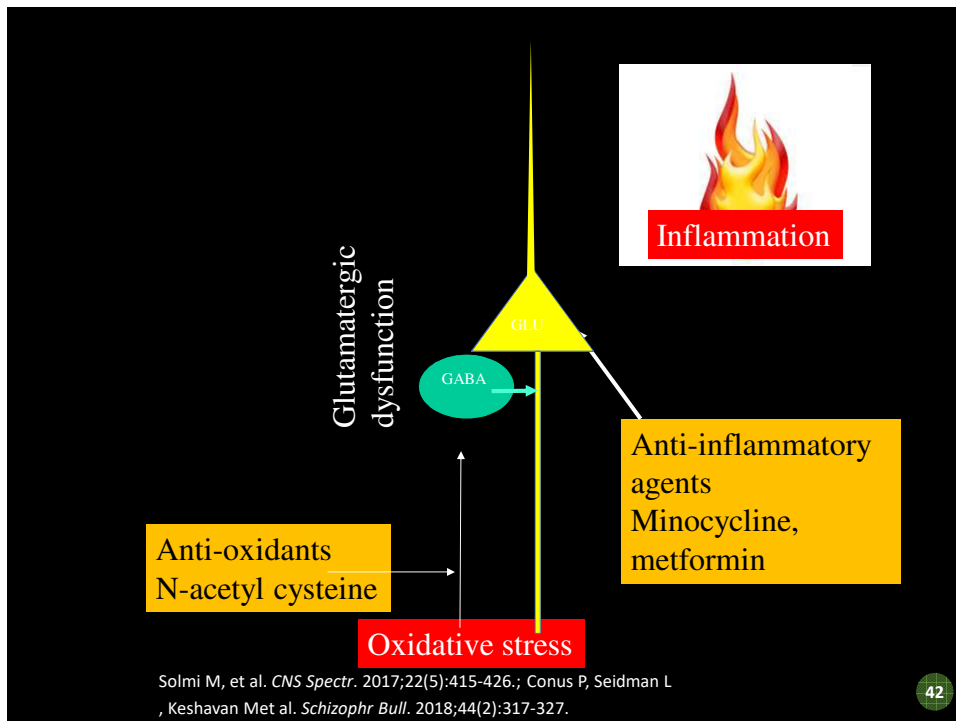 Inflammation
Glutamatergic
dysfunction
GLU
GABA
Anti-inflammatory
agents
Minocycline,
metformin
Anti-oxidants
N-acetyl cysteine
Oxidative stress
Solmi M, et al. CNS Spectr. 2017;22(5):415-426.; Conus P, Seidman L
, Keshavan Met al. Schizophr Bull. 2018;44(2):317-327.
42